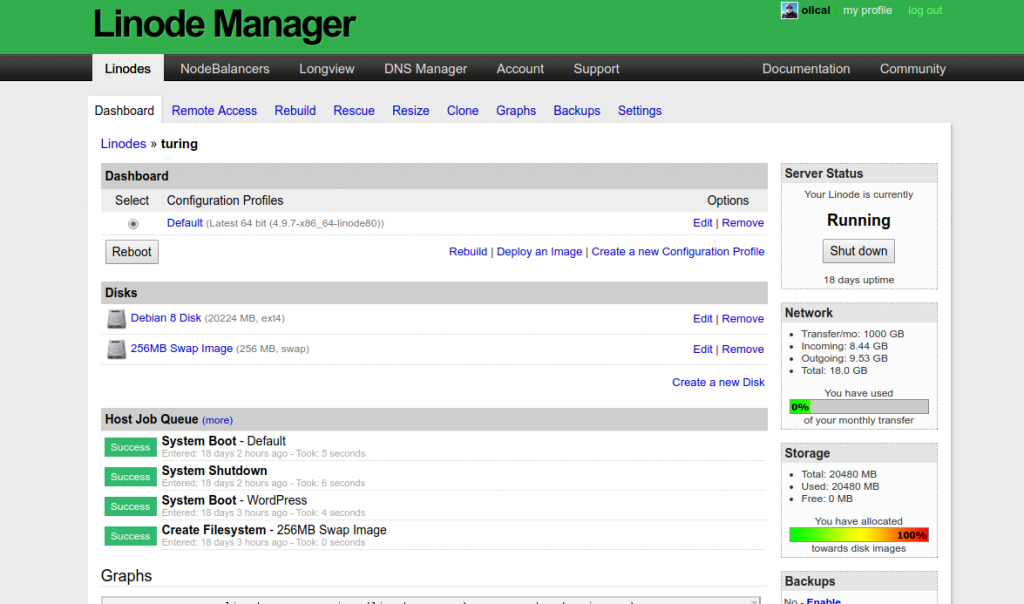 Linode Manager
olical my profile log out
Linodes NodeBalancers Longview DNS Manager Account Support Documentation Community
Dashboard Remote Access Rebuild Rescue Resize Clone Graphs Backups Settings
Linodes » turing
Dashboard
Select Configuration Profiles Options
Default (Latest 64 bit (4.9.7-x86_64-linode80)) Edit | Remove
Reboot Rebuild | Deploy an Image | Create a new Configuration Profile
Disks
Debian 8 Disk (20224 MB, ext4) Edit | Remove
256MB Swap Image (256 MB, swap) Edit | Remove
Create a new Disk
Host Job Queue (more)
Success System Boot - Default
Entered: 18 days 2 hours ago - Took: 5 seconds
Success System Shutdown
Entered: 18 days 2 hours ago - Took: 6 seconds
Success System Boot - WordPress
Entered: 18 days 3 hours ago - Took: 4 seconds
Success Create Filesystem - 256MB Swap Image
Entered: 18 days 3 hours ago - Took: 0 seconds
Graphs
Server Status
Your Linode is currently
Running
Shut down
18 days uptime
Network
Transfer/mo: 1000 GB
Incoming: 8.44 GB
Outgoing: 9.53 GB
Total: 18.0 GB
You have used
0%
of your monthly transfer
Storage
Total: 20480 MB
Used: 20480 MB
Free: 0 MB
You have allocated
100%
towards disk images
Backups
No - Enable